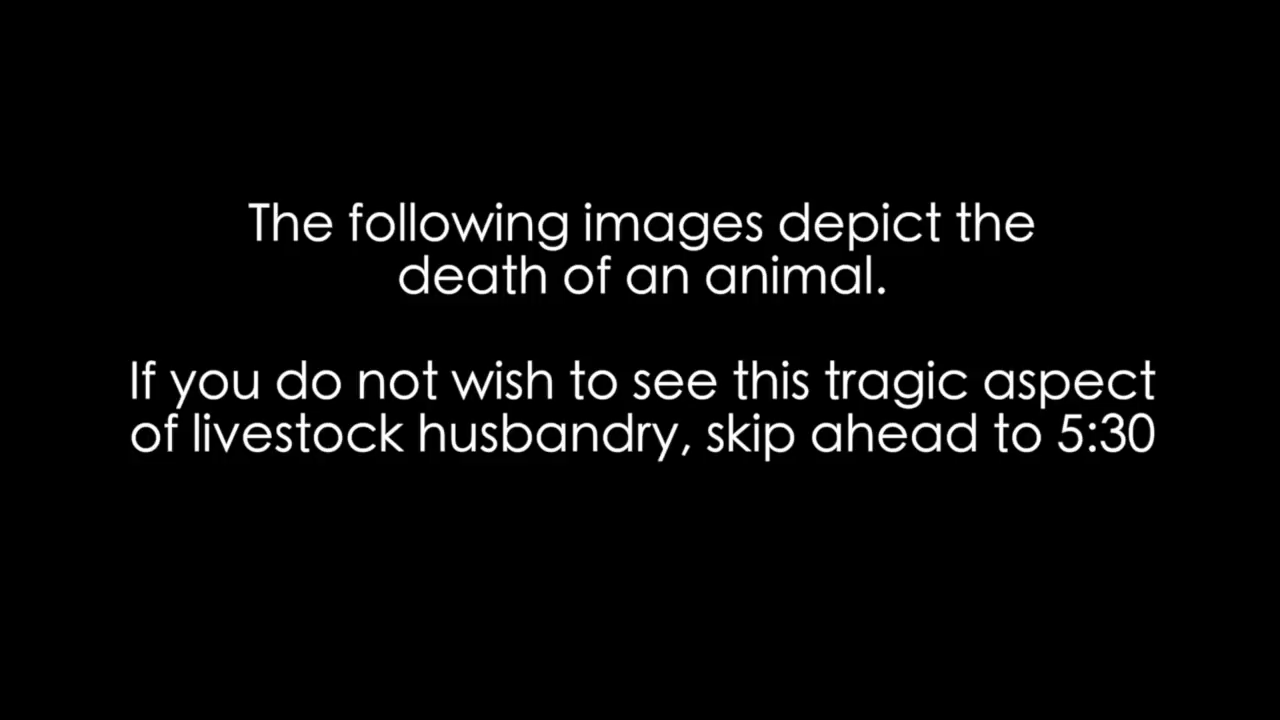 The following images depict the
death of an animal.
If you do not wish to see this tragic aspect
of livestock husbandry, skip ahead to 5:30